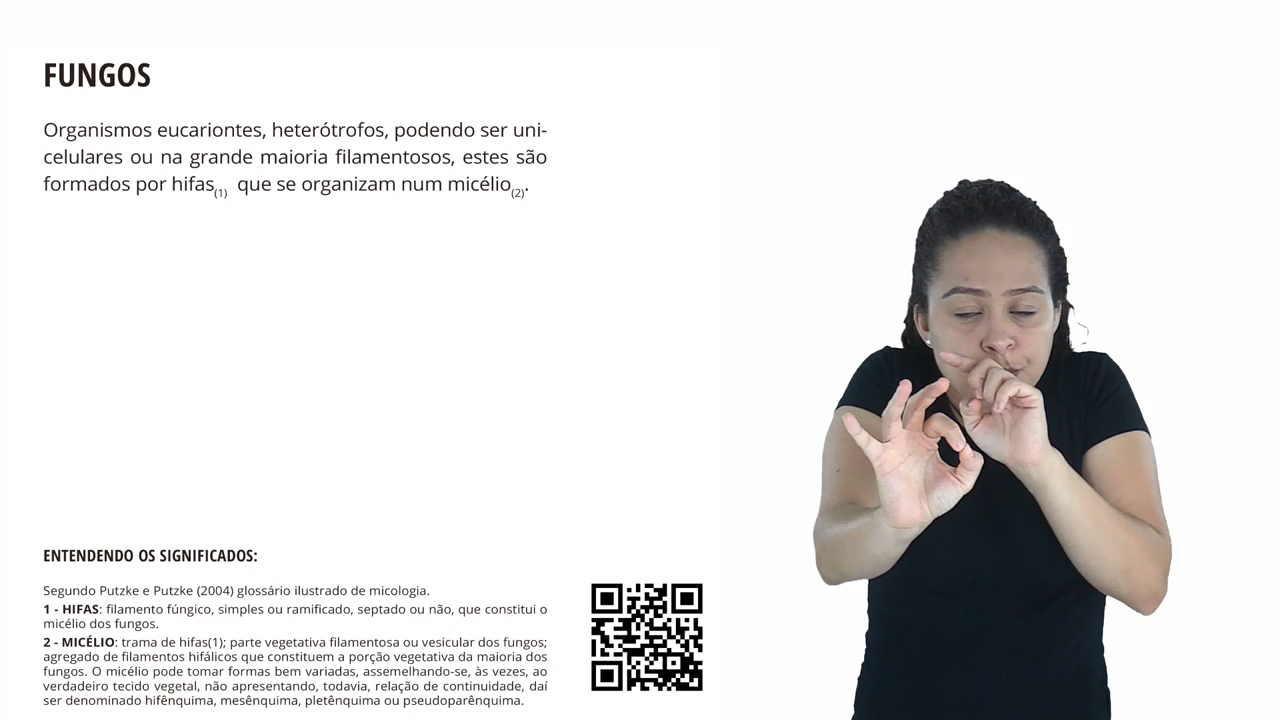 FUNGOS
Organismos eucariontes, heterótrofos, podendo ser uni-
celulares ou na grande maioria filamentosos, estes são
formados por hifas(1) que se organizam num micélio(2).
ENTENDENDO OS SIGNIFICADOS:
Segundo Putzke e Putzke (2004) glossário ilustrado de micologia.
1 - HIFAS: filamento fúngico, simples ou ramificado, septado ou não, que constitui o
micélio dos fungos.
2 - MICÉLIO: trama de hifas(1); parte vegetativa filamentosa ou vesicular dos fungos;
agregado de filamentos hifálicos que constituem a porção vegetativa da maioria dos
fungos. O micélio pode tomar formas bem variadas, assemelhando-se, às vezes, ao
verdadeiro tecido vegetal, não apresentando, todavia, relação de continuidade, daí
ser denominado hifênquima, mesênquima, pletênquima ou pseudoparênquima.